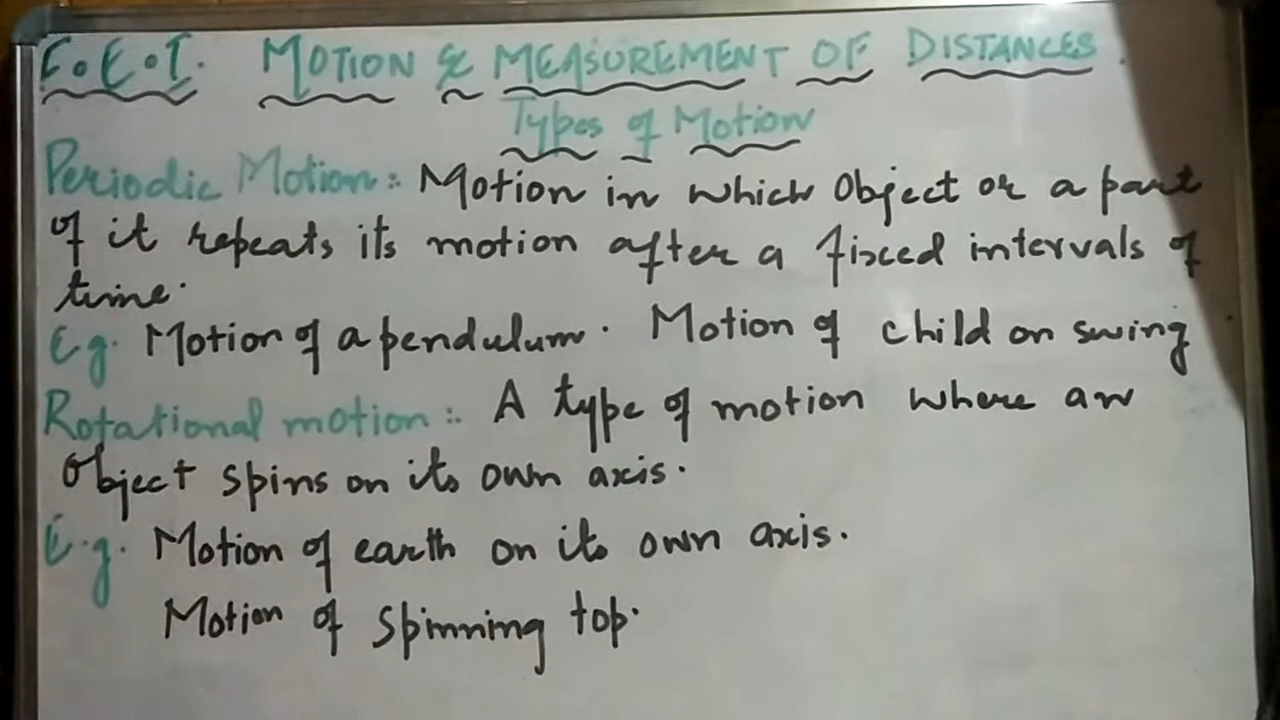 C.E.T. MOTION & MEASUREMENT OF DISTANCES.
Types of Motion
Periodic Motion:- Motion in which Object or a part
of it repeats its motion after a fixed intervals of
time.
Eg. Motion of a pendulum. Motion of child on swing
Rotational motion:- A type of motion where an
Object spins on its own axis.
E.g. Motion of earth on its own axis.
Motion of Spinning top.